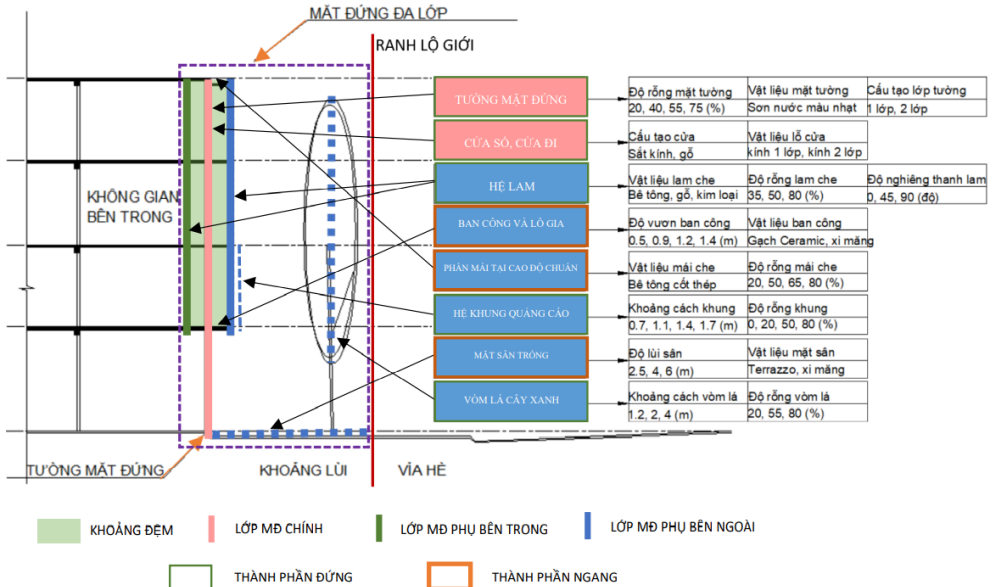 MĂT ĐỨNG ĐA LỚP
RANH LỘ GIỚI
KHÔNG GIAN
BÊN TRONG
TƯỜNG MẶT ĐỨNG
Độ rỗng mặt tường
Vật liệu mặt tường
Cấu tạo lớp tường
20, 40, 55, 75 (%)
Sơn nước màu nhạt
1 lớp, 2 lớp
CỬA SỔ, CỬA ĐI
Cấu tạo cửa
Vật liệu lỗ cửa
Sắt kính, gỗ
kính 1 lớp, kính 2 lớp
HỆ LAM
Vật liệu lam che
Độ rỗng lam che
Độ nghiêng thanh lam
Bê tông, gỗ, kim loại
35, 50, 80 (%)
0, 45, 90 (độ)
BAN CÔNG VÀ LÔ GIA
Độ vươn ban công
Vật liệu ban công
0.5, 0.9, 1.2, 1.4 (m)
Gạch Ceramic, xi măng
PHẦN MÁI TẠI CAO ĐỘ CHUẨN
Vật liệu mái che
Độ rỗng mái che
Bê tông cốt thép
20, 50, 65, 80 (%)
HỆ KHUNG QUẢNG CÁO
Khoảng cách khung
Độ rỗng khung
0.7, 1.1, 1.4, 1.7 (m)
0, 20, 50, 80 (%)
MẶT SÂN TRỐNG
Độ lùi sân
Vật liệu mặt sân
2.5, 4, 6 (m)
Terrazzo, xi măng
VÒM LÁ CÂY XANH
Khoảng cách vòm lá
Độ rỗng vòm lá
1.2, 2, 4 (m)
20, 55, 80 (%)
TƯỜNG MẶT ĐỨNG
KHOẢNG LÙI
VỈA HÈ
KHOẢNG ĐỆM
LỚP MĐ CHÍNH
LỚP MĐ PHỤ BÊN TRONG
LỚP MĐ PHỤ BÊN NGOÀI
THÀNH PHẦN ĐỨNG
THÀNH PHẦN NGANG